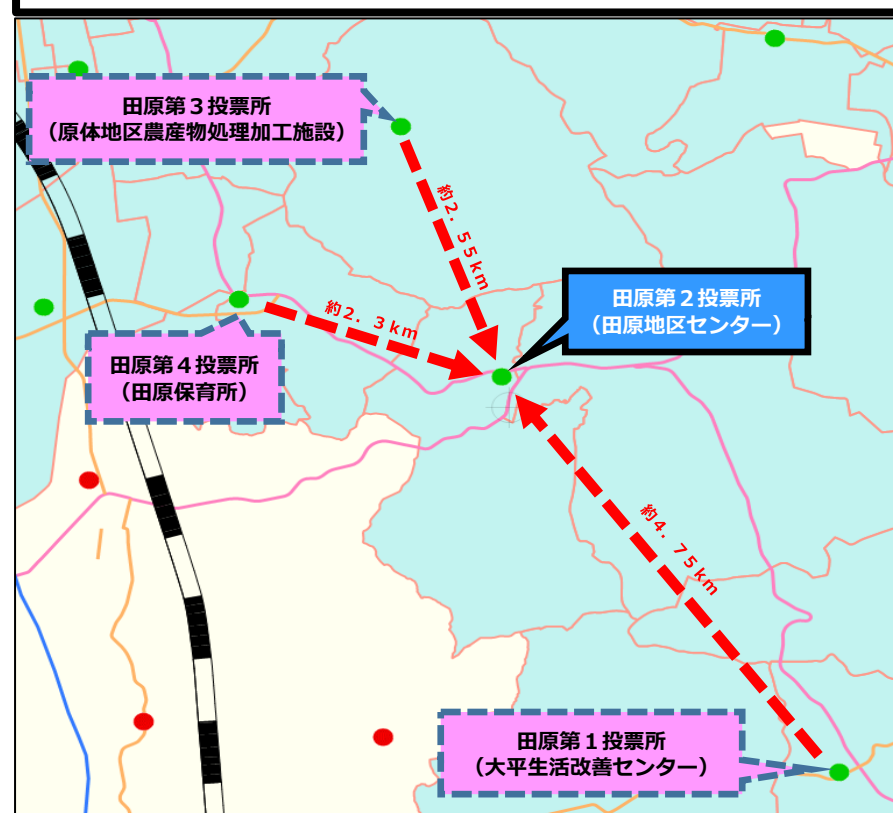 田原第３投票所
（原体地区農産物処理加工施設）
約２．５５ｋｍ
田原第２投票所
（田原地区センター）
約２．３ｋｍ
田原第４投票所
（田原保育所）
約４．７５ｋｍ
田原第１投票所
（大平生活改善センター）